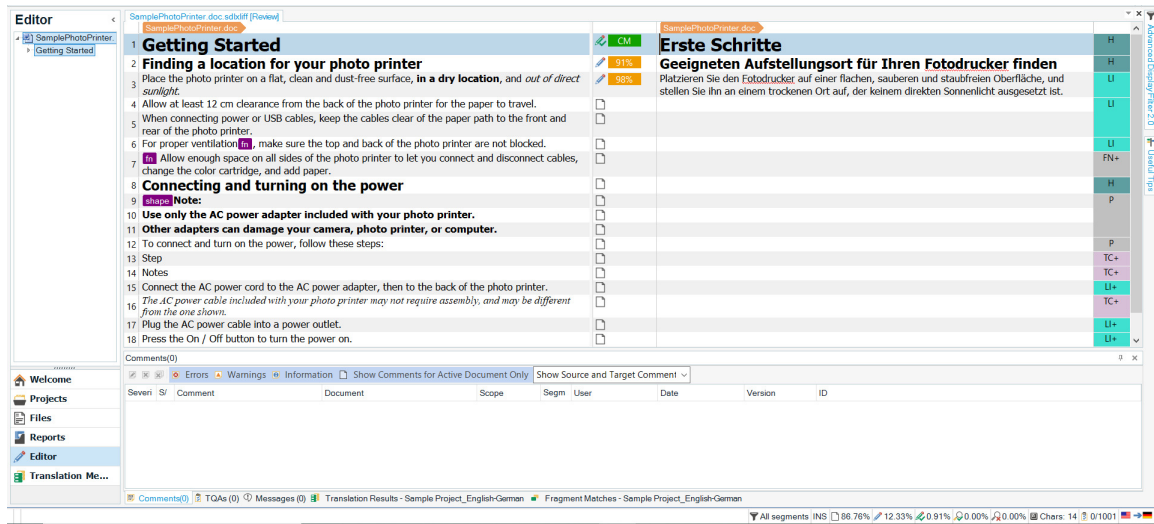 Editor
SamplePhotoPrinter.
Getting Started
SamplePhotoPrinter.doc.sdlxliff [Review]
SamplePhotoPrinter.doc
SamplePhotoPrinter.doc
1 Getting Started CM Erste Schritte H
2 Finding a location for your photo printer 91% Geeigneten Aufstellungsort für Ihren Fotodrucker finden H
3 Place the photo printer on a flat, clean and dust-free surface, in a dry location, and out of direct 98% Platzieren Sie den Fotodrucker auf einer flachen, sauberen und staubfreien Oberfläche, und LI
sunlight. stellen Sie ihn an einem trockenen Ort auf, der keinem direkten Sonnenlicht ausgesetzt ist.
4 Allow at least 12 cm clearance from the back of the photo printer for the paper to travel. LI
5 When connecting power or USB cables, keep the cables clear of the paper path to the front and
rear of the photo printer.
6 For proper ventilation fn , make sure the top and back of the photo printer are not blocked. LI
7 fn Allow enough space on all sides of the photo printer to let you connect and disconnect cables, FN+
change the color cartridge, and add paper.
8 Connecting and turning on the power H
9 shape Note: P
10 Use only the AC power adapter included with your photo printer.
11 Other adapters can damage your camera, photo printer, or computer.
12 To connect and turn on the power, follow these steps: P
13 Step TC+
14 Notes TC+
15 Connect the AC power cord to the AC power adapter, then to the back of the photo printer. LI+
16 The AC power cable included with your photo printer may not require assembly, and may be different TC+
from the one shown.
17 Plug the AC power cable into a power outlet. LI+
18 Press the On / Off button to turn the power on. LI+
Advanced Display Filter 2.0
Useful Tips
Welcome
Projects
Files
Reports
Editor
Translation Me...
Comments(0)
Errors Warnings Information Show Comments for Active Document Only Show Source and Target Comment
Severi S/ Comment Document Scope Segm User Date Version ID
Comments(0) TQAs (0) Messages (0) Translation Results - Sample Project_English-German Fragment Matches - Sample Project_English-German
All segments INS 86.76% 12.33% 0.91% 0.00% 0.00% Chars: 14 0/1001